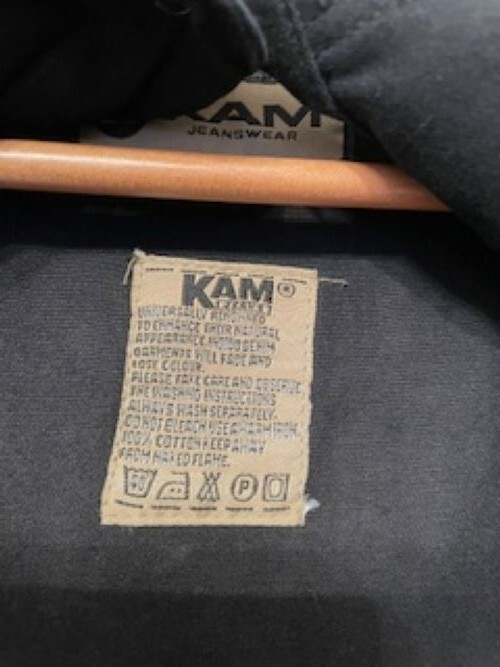 KAM
JEANSWEAR
KAM®
JEANS
UNIVERSALLY RENOWNED
TO ENHANCE THEIR NATURAL
APPEARANCE INDIGO DENIM
GARMENTS WILL FADE AND
LOSE COLOUR.
PLEASE TAKE CARE AND OBSERVE
THE WASHING INSTRUCTIONS
ALWAYS WASH SEPARATELY.
DO NOT BLEACH USE A WARM IRON.
100% COTTON KEEP AWAY
FROM NAKED FLAME.
P